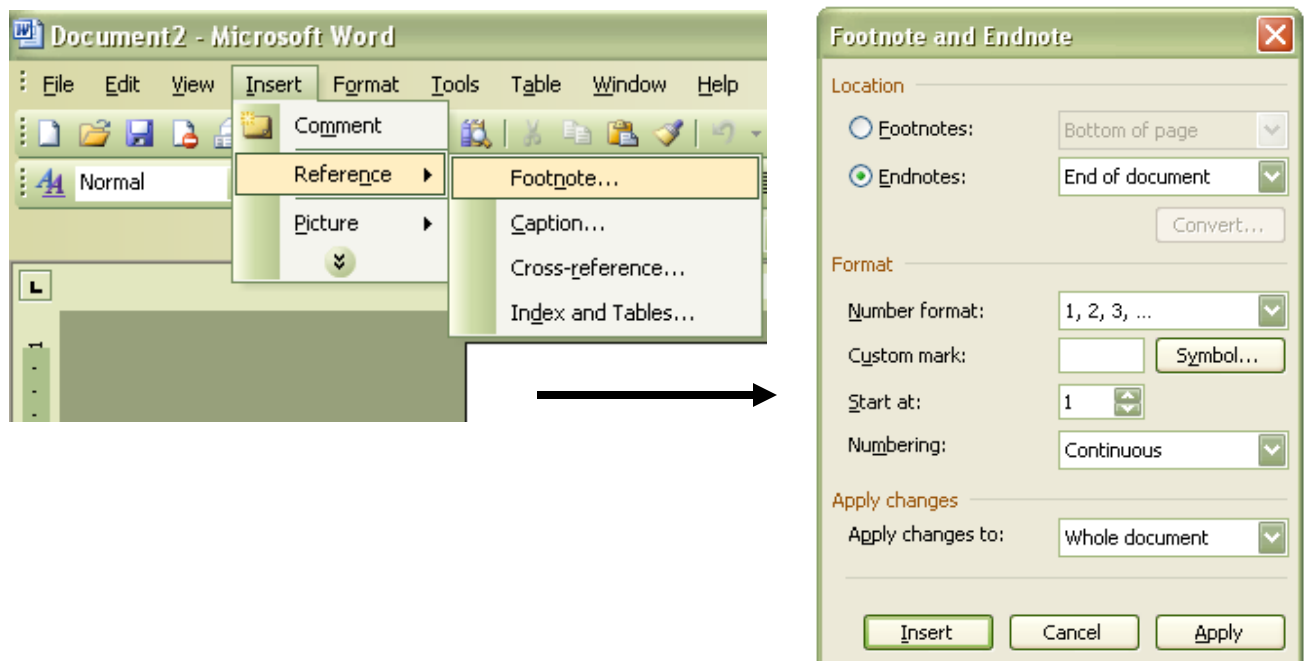 Document2 - Microsoft Word
File Edit View Insert Format Tools Table Window Help
Comment
Normal
Reference
Footnote...
Picture
Caption...
Cross-reference...
Index and Tables...
L
1
Footnote and Endnote
Location
Footnotes: Bottom of page
Endnotes: End of document
Convert...
Format
Number format: 1, 2, 3, ...
Custom mark: Symbol...
Start at: 1
Numbering: Continuous
Apply changes
Apply changes to: Whole document
Insert Cancel Apply